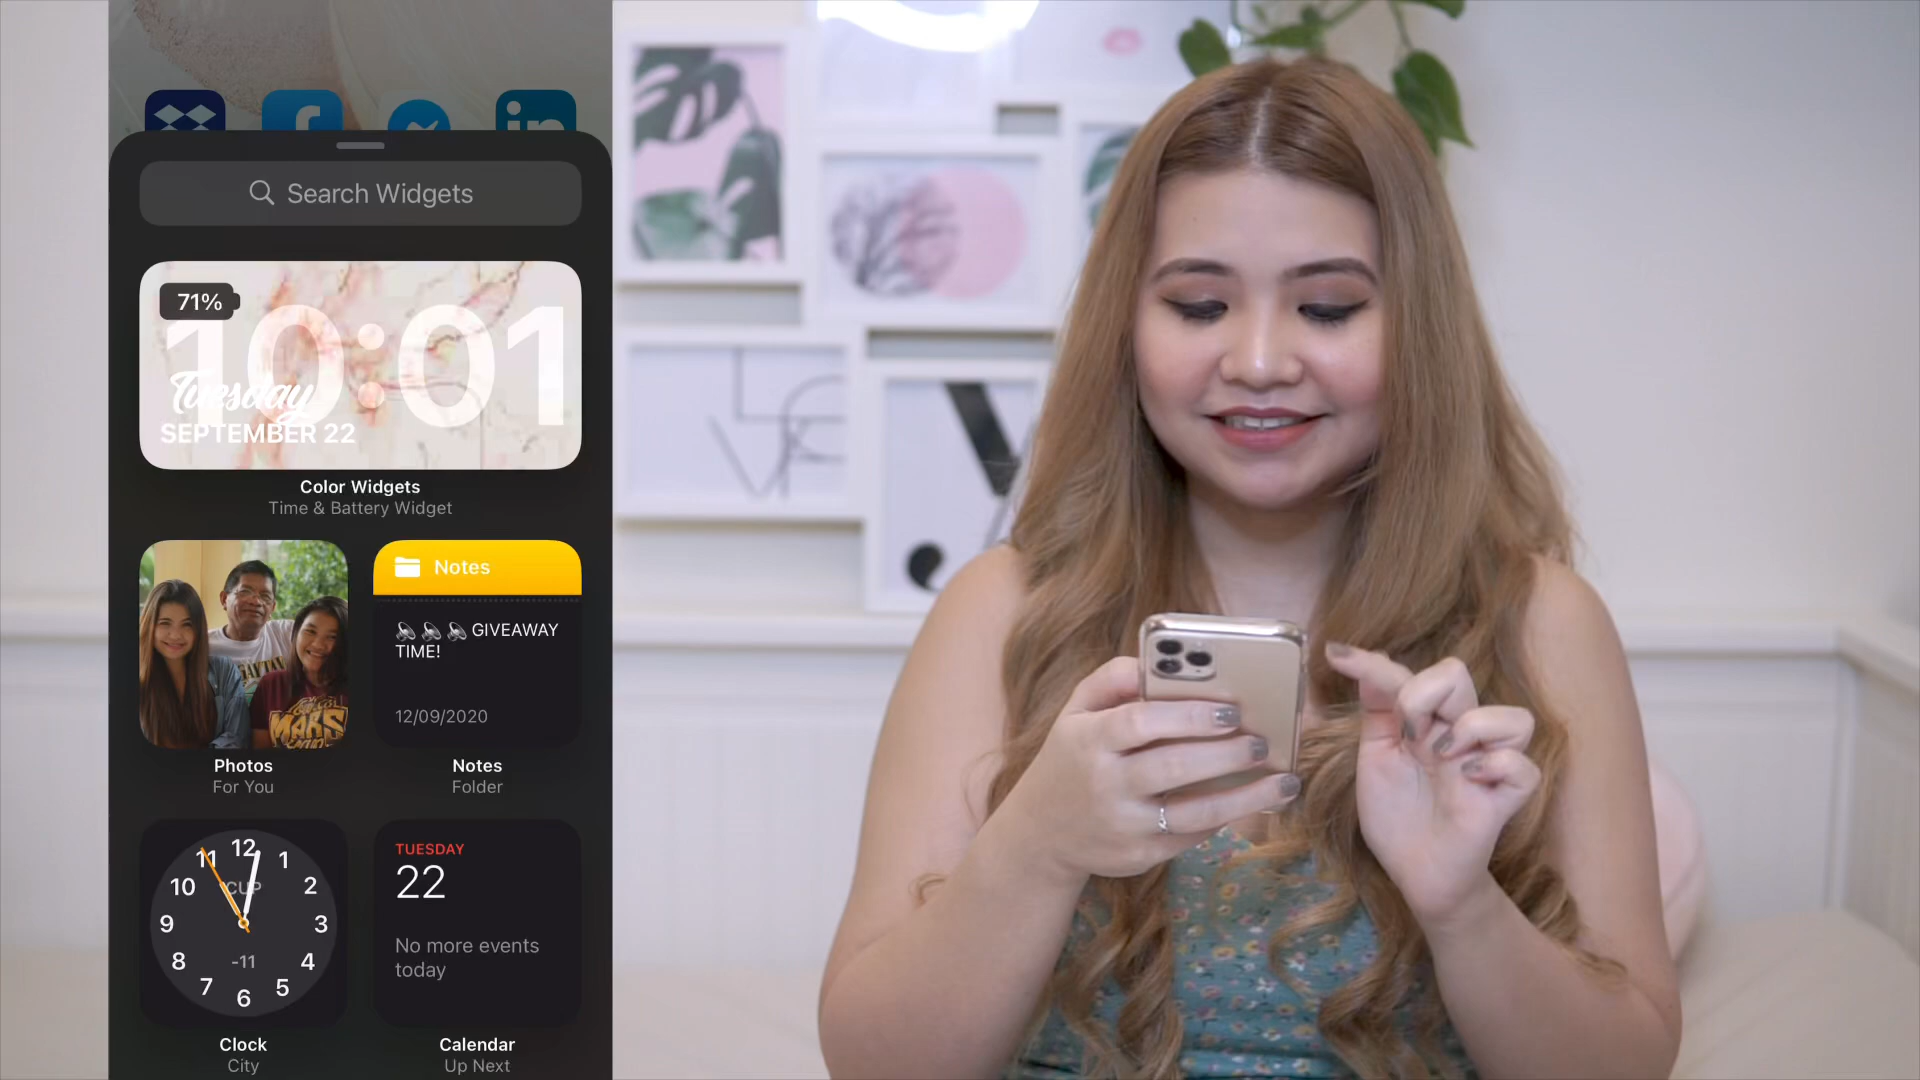 Search Widgets
71%
10:01
Tuesday
SEPTEMBER 22
Color Widgets
Time & Battery Widget
Notes
GIVEAWAY
TIME!
12/09/2020
Photos
For You
Notes
Folder
12
1
2
3
4
5
6
7
8
9
10
11
CUP
-11
TUESDAY
22
No more events
today
Clock
City
Calendar
Up Next